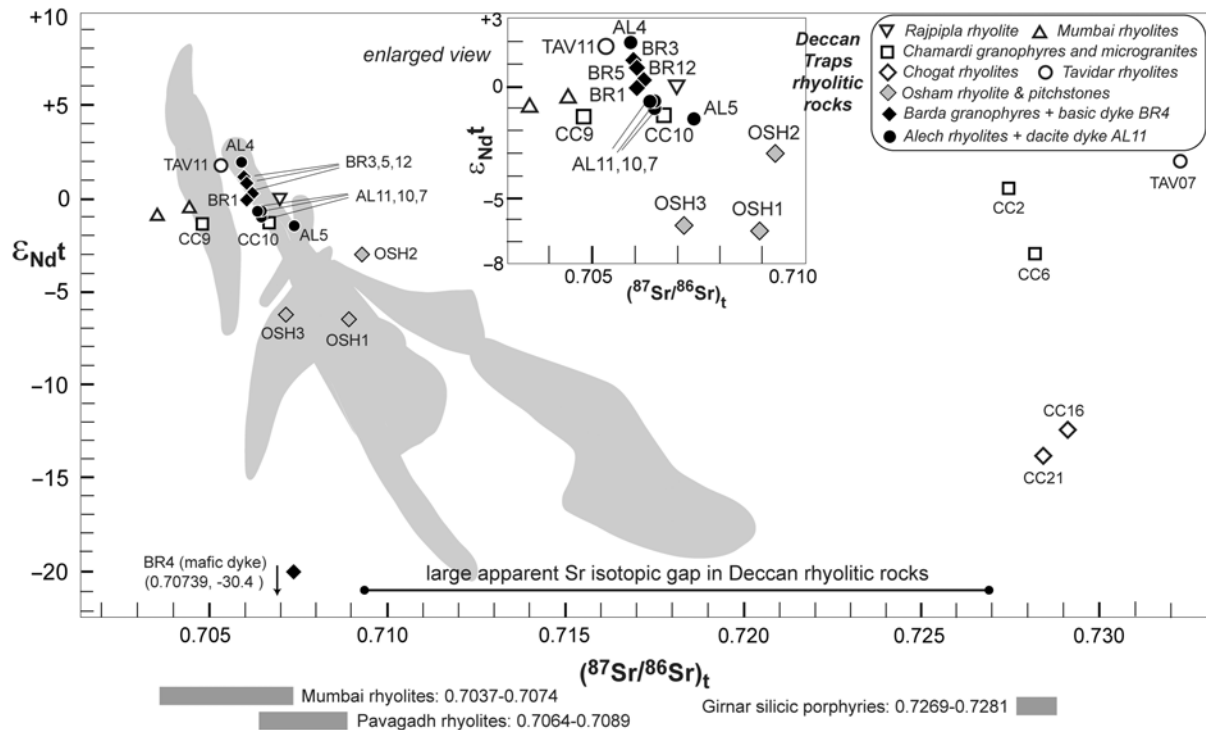 +10
+5
0
−5
−10
−15
−20
εNdt
0.705
0.710
0.715
0.720
0.725
0.730
(87Sr/86Sr)t
TAV11
AL4
BR3,5,12
BR1
AL11,10,7
CC9
CC10
AL5
OSH2
OSH3
OSH1
TAV07
CC2
CC6
CC16
CC21
BR4 (mafic dyke)
(0.70739, -30.4 )
large apparent Sr isotopic gap in Deccan rhyolitic rocks
enlarged view
+3
0
−5
−8
εNdt
0.705
0.710
(87Sr/86Sr)t
AL4
TAV11
BR3
BR5
BR12
BR1
AL5
CC9
CC10
AL11,10,7
OSH2
OSH3
OSH1
Deccan
Traps
rhyolitic
rocks
Rajpipla rhyolite
Mumbai rhyolites
Chamardi granophyres and microgranites
Chogat rhyolites
Tavidar rhyolites
Osham rhyolite & pitchstones
Barda granophyres + basic dyke BR4
Alech rhyolites + dacite dyke AL11
Mumbai rhyolites: 0.7037-0.7074
Pavagadh rhyolites: 0.7064-0.7089
Girnar silicic porphyries: 0.7269-0.7281